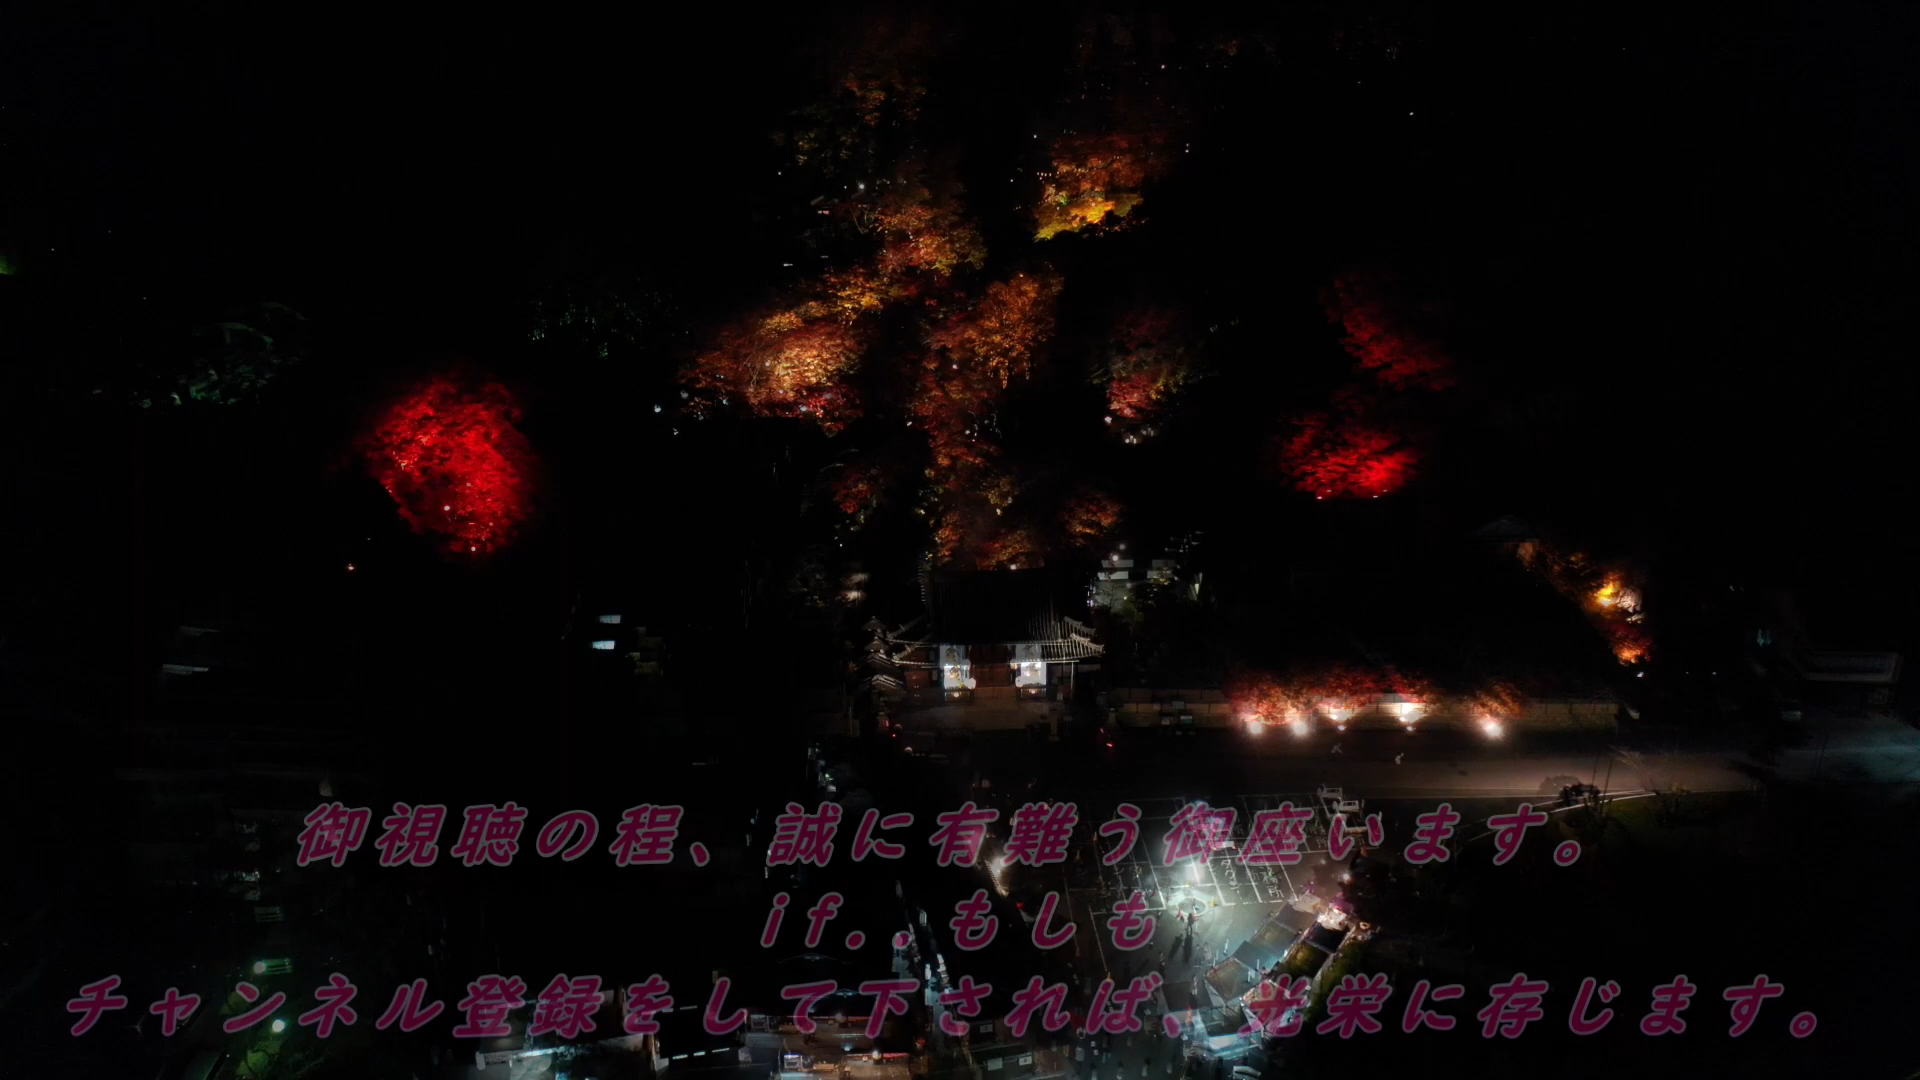 御視聴の程、誠に有難う御座います。
if..もしも
チャンネル登録をして下されば、光栄に存じます。